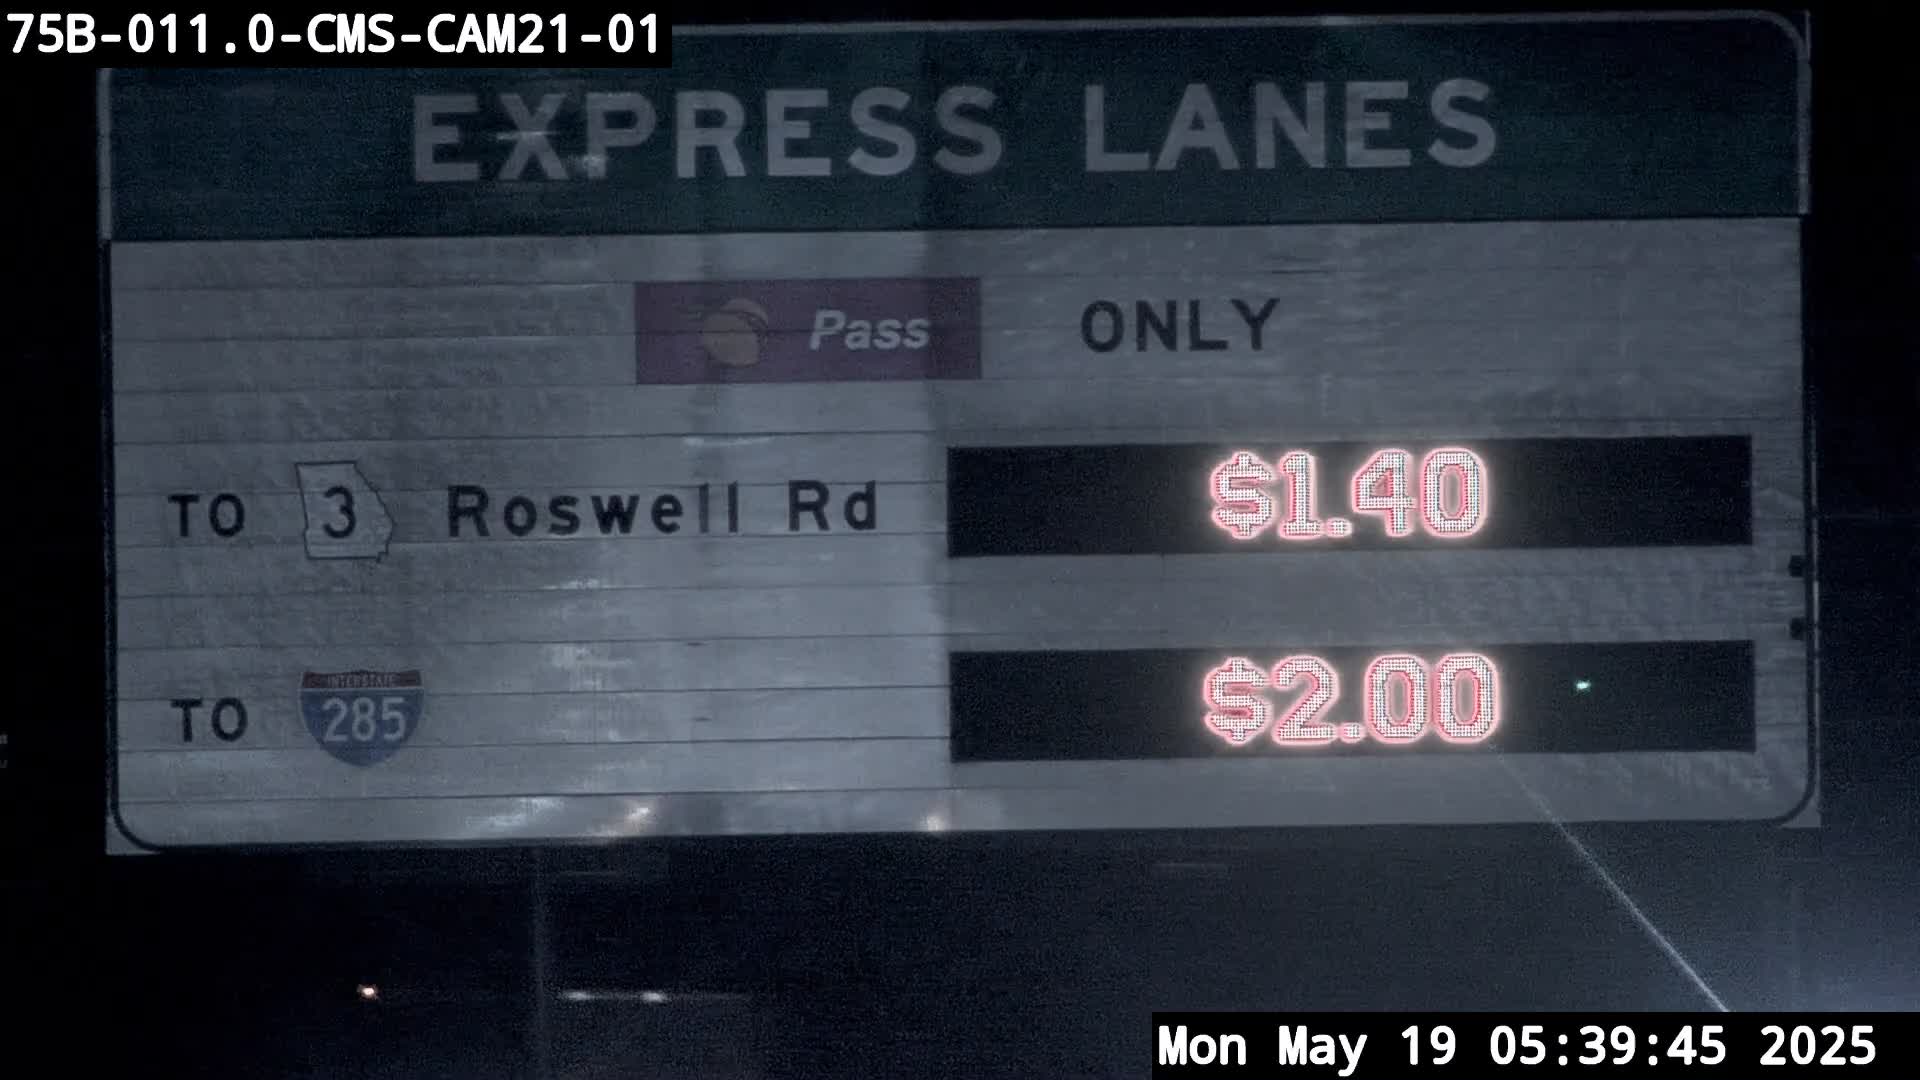 75B-011.0-CMS-CAM21-01
EXPRESS LANES
Pass ONLY
TO 3 Roswell Rd $1.40
INTERSTATE
TO 285 $2.00
Mon May 19 05:39:45 2025